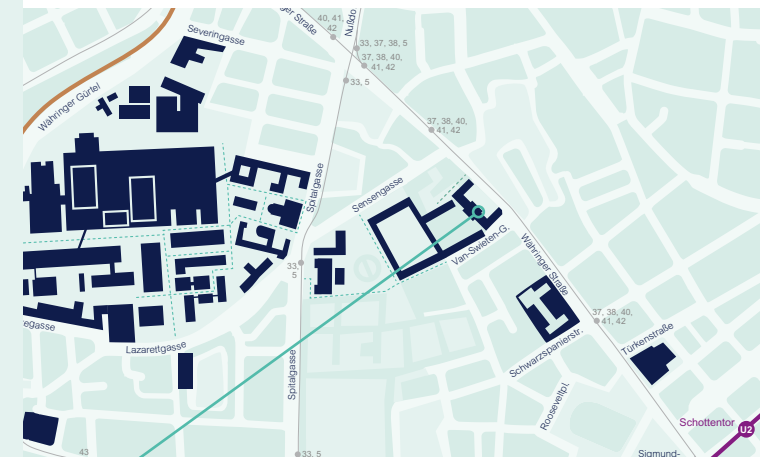 ger Straße
Nußdo
40, 41,
42
33, 37, 38, 5
37, 38, 40,
41, 42
33, 5
Severingasse
Währinger Gürtel
37, 38, 40,
41, 42
Spitalgasse
Sensengasse
Van-Swieten-G.
Währinger Straße
33,
5
37, 38, 40,
41, 42
egasse
Lazarettgasse
Spitalgasse
Schwarzspanierstr.
Türkenstraße
Rooseveltpl.
Schottentor
U2
43
33, 5
Sigmund-